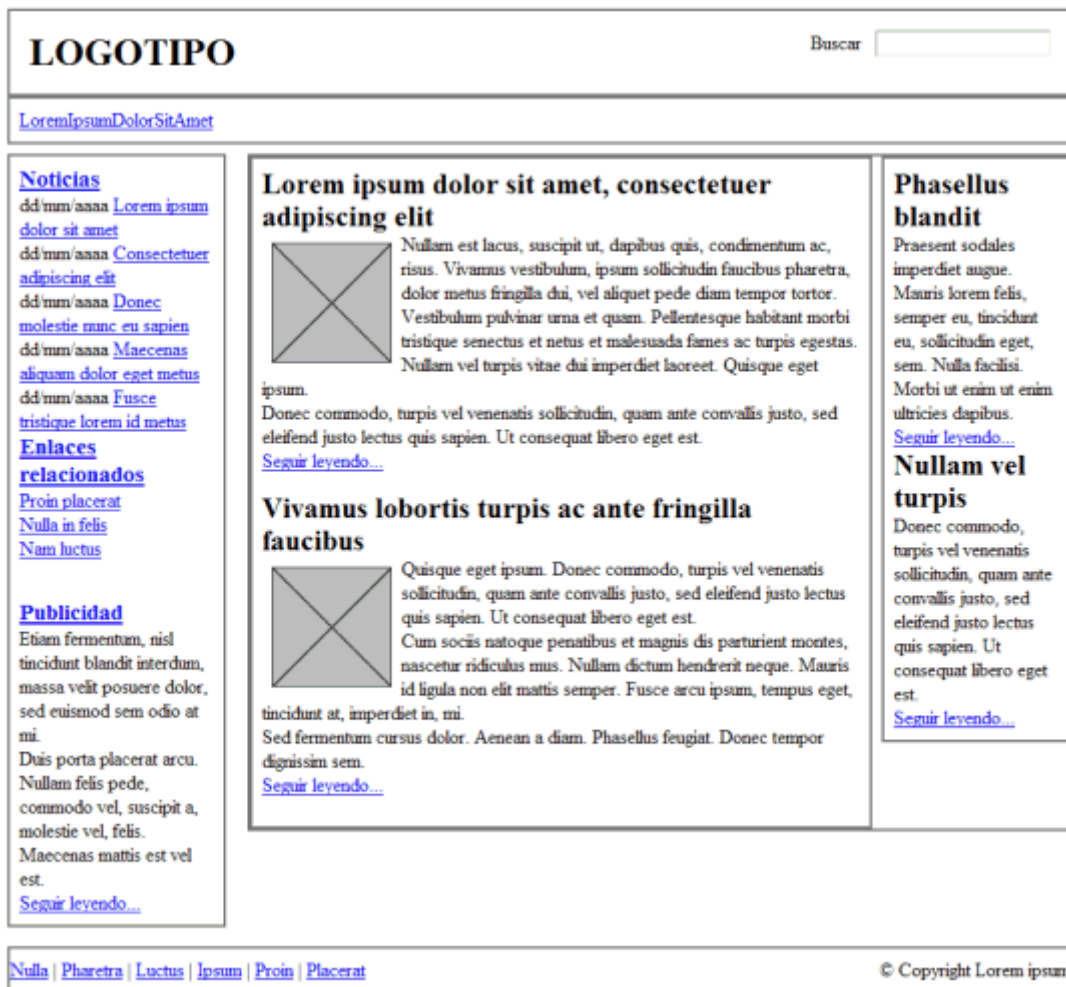 LOGOTIPO
Buscar
LoremIpsumDolorSitAmet
Noticias
dd/mm/aaaa Lorem ipsum
dolor sit amet
dd/mm/aaaa Consectetuer
adipiscing elit
dd/mm/aaaa Donec
molestie nunc eu sapien
dd/mm/aaaa Maecenas
aliquam dolor eget metus
dd/mm/aaaa Fusce
tristique lorem id metus
Enlaces
relacionados
Proin placerat
Nulla in felis
Nam luctus
Publicidad
Etiam fermentum, nisl
tincidunt blandit interdum,
massa velit posuere dolor,
sed euismod sem odio at
mi.
Duis porta placerat arcu.
Nullam felis pede,
commodo vel, suscipit a,
molestie vel, felis.
Maecenas mattis est vel
est.
Seguir leyendo...
Lorem ipsum dolor sit amet, consectetuer
adipiscing elit
Nullam est lacus, suscipit ut, dapibus quis, condimentum ac,
risus. Vivamus vestibulum, ipsum sollicitudin faucibus pharetra,
dolor metus fringilla dui, vel aliquet pede diam tempor tortor.
Vestibulum pulvinar urna et quam. Pellentesque habitant morbi
tristique senectus et netus et malesuada fames ac turpis egestas.
Nullam vel turpis vitae dui imperdiet laoreet. Quisque eget
ipsum.
Donec commodo, turpis vel venenatis sollicitudin, quam ante convallis justo, sed
eleifend justo lectus quis sapien. Ut consequat libero eget est.
Seguir leyendo...
Vivamus lobortis turpis ac ante fringilla
faucibus
Quisque eget ipsum. Donec commodo, turpis vel venenatis
sollicitudin, quam ante convallis justo, sed eleifend justo lectus
quis sapien. Ut consequat libero eget est.
Cum sociis natoque penatibus et magnis dis parturient montes,
nascetur ridiculus mus. Nullam dictum hendrerit neque. Mauris
id ligula non elit mattis semper. Fusce arcu ipsum, tempus eget,
tincidunt at, imperdiet in, mi.
Sed fermentum cursus dolor. Aenean a diam. Phasellus feugiat. Donec tempor
dignissim sem.
Seguir leyendo...
Phasellus
blandit
Praesent sodales
imperdiet augue.
Mauris lorem felis,
semper eu, tincidunt
eu, sollicitudin eget,
sem. Nulla facilisi.
Morbi ut enim ut enim
ultricies dapibus.
Seguir leyendo...
Nullam vel
turpis
Donec commodo,
turpis vel venenatis
sollicitudin, quam ante
convallis justo, sed
eleifend justo lectus
quis sapien. Ut
consequat libero eget
est.
Seguir leyendo...
Nulla | Pharetra | Luctus | Ipsum | Proin | Placerat
© Copyright Lorem ipsum